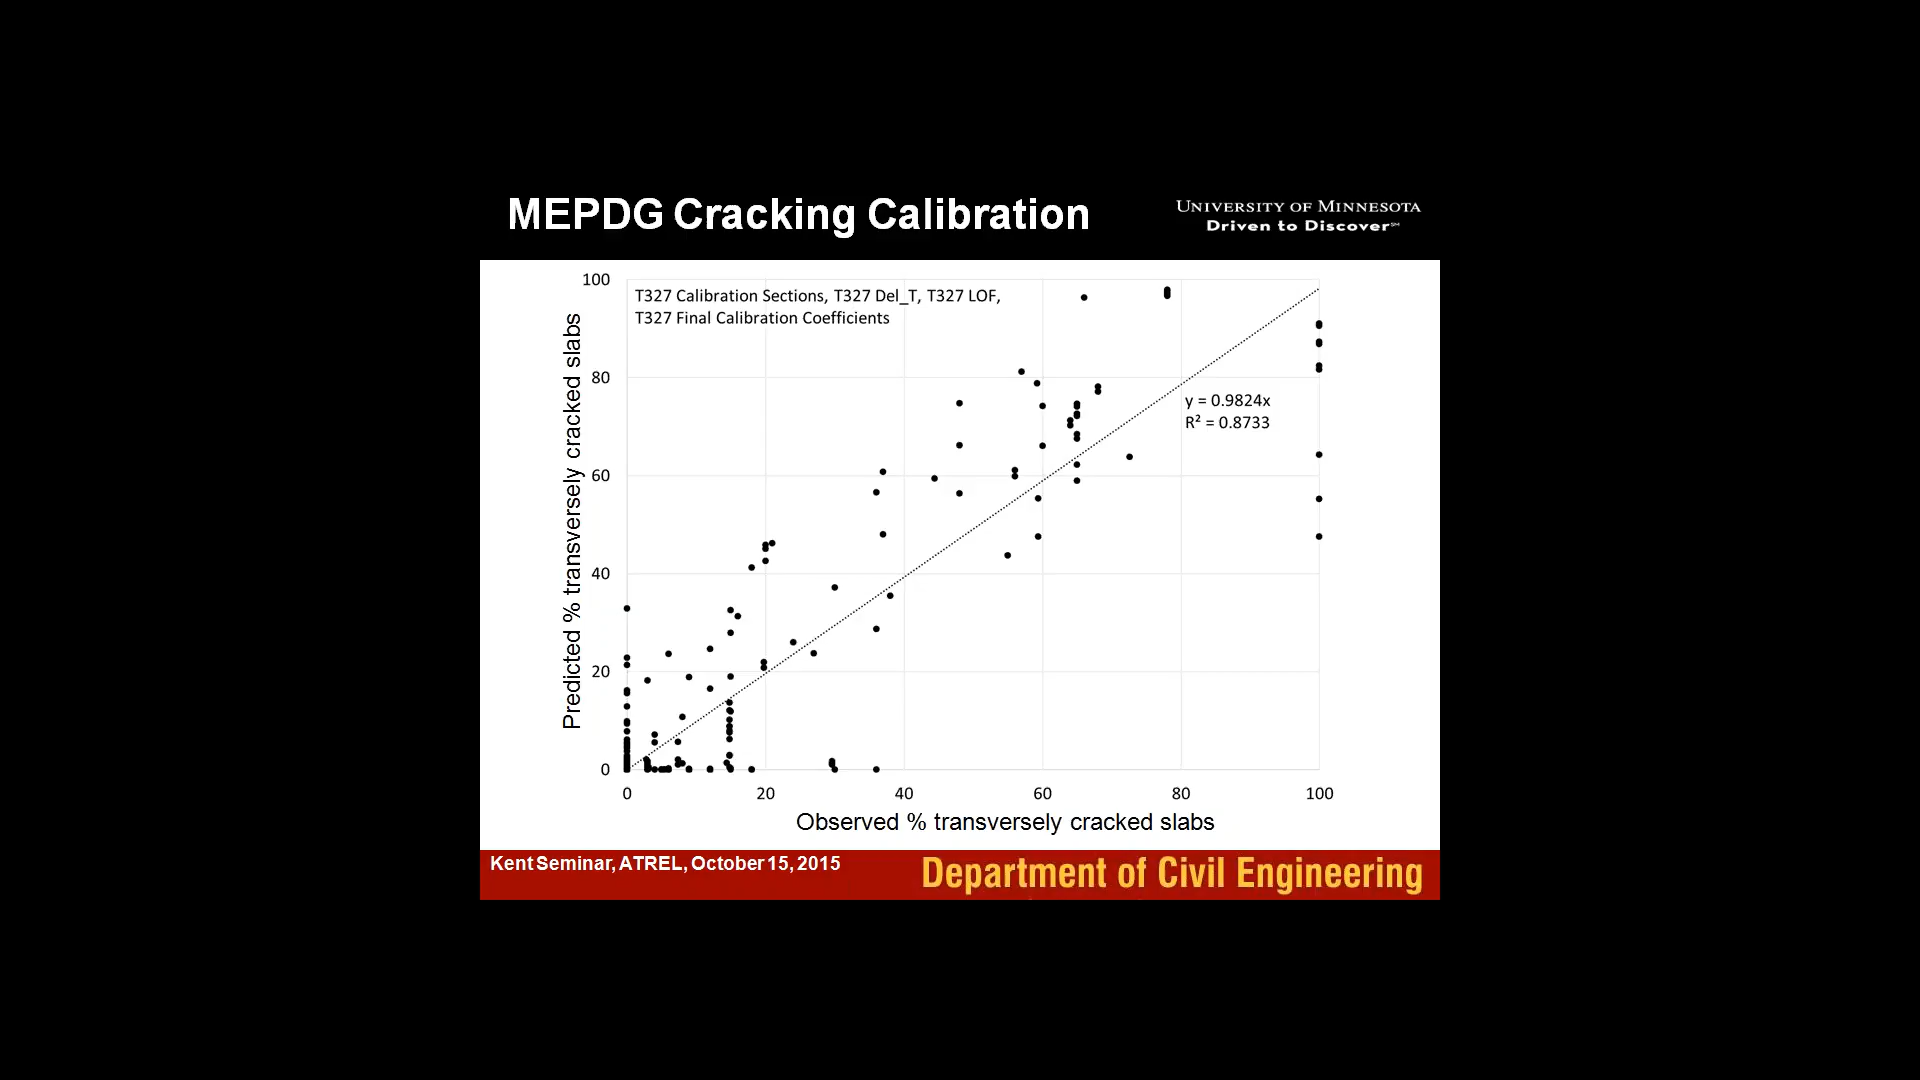 MEPDG Cracking Calibration
UNIVERSITY OF MINNESOTA
Driven to Discover℠
T327 Calibration Sections, T327 Del_T, T327 LOF,
T327 Final Calibration Coefficients
Predicted % transversely cracked slabs
100
80
60
40
20
0
y = 0.9824x
R² = 0.8733
0 20 40 60 80 100
Observed % transversely cracked slabs
Kent Seminar, ATREL, October 15, 2015
Department of Civil Engineering